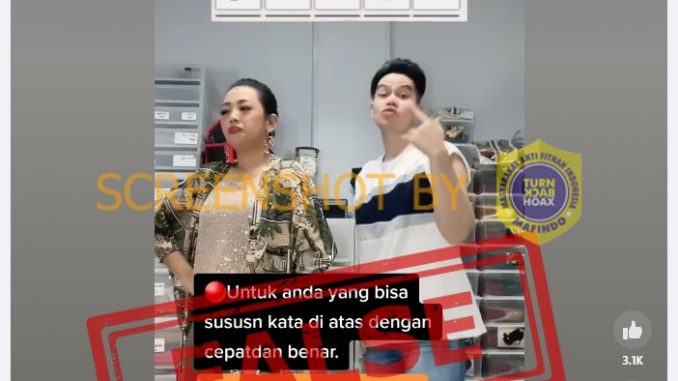 SCREENSHOT BY
MASYARAKAT ANTI FITNAH INDONESIA
TURN
BACK
HOAX
MAFINDO
🔴Untuk anda yang bisa
sususn kata di atas dengan
cepatdan benar.
FALSE
3.1K